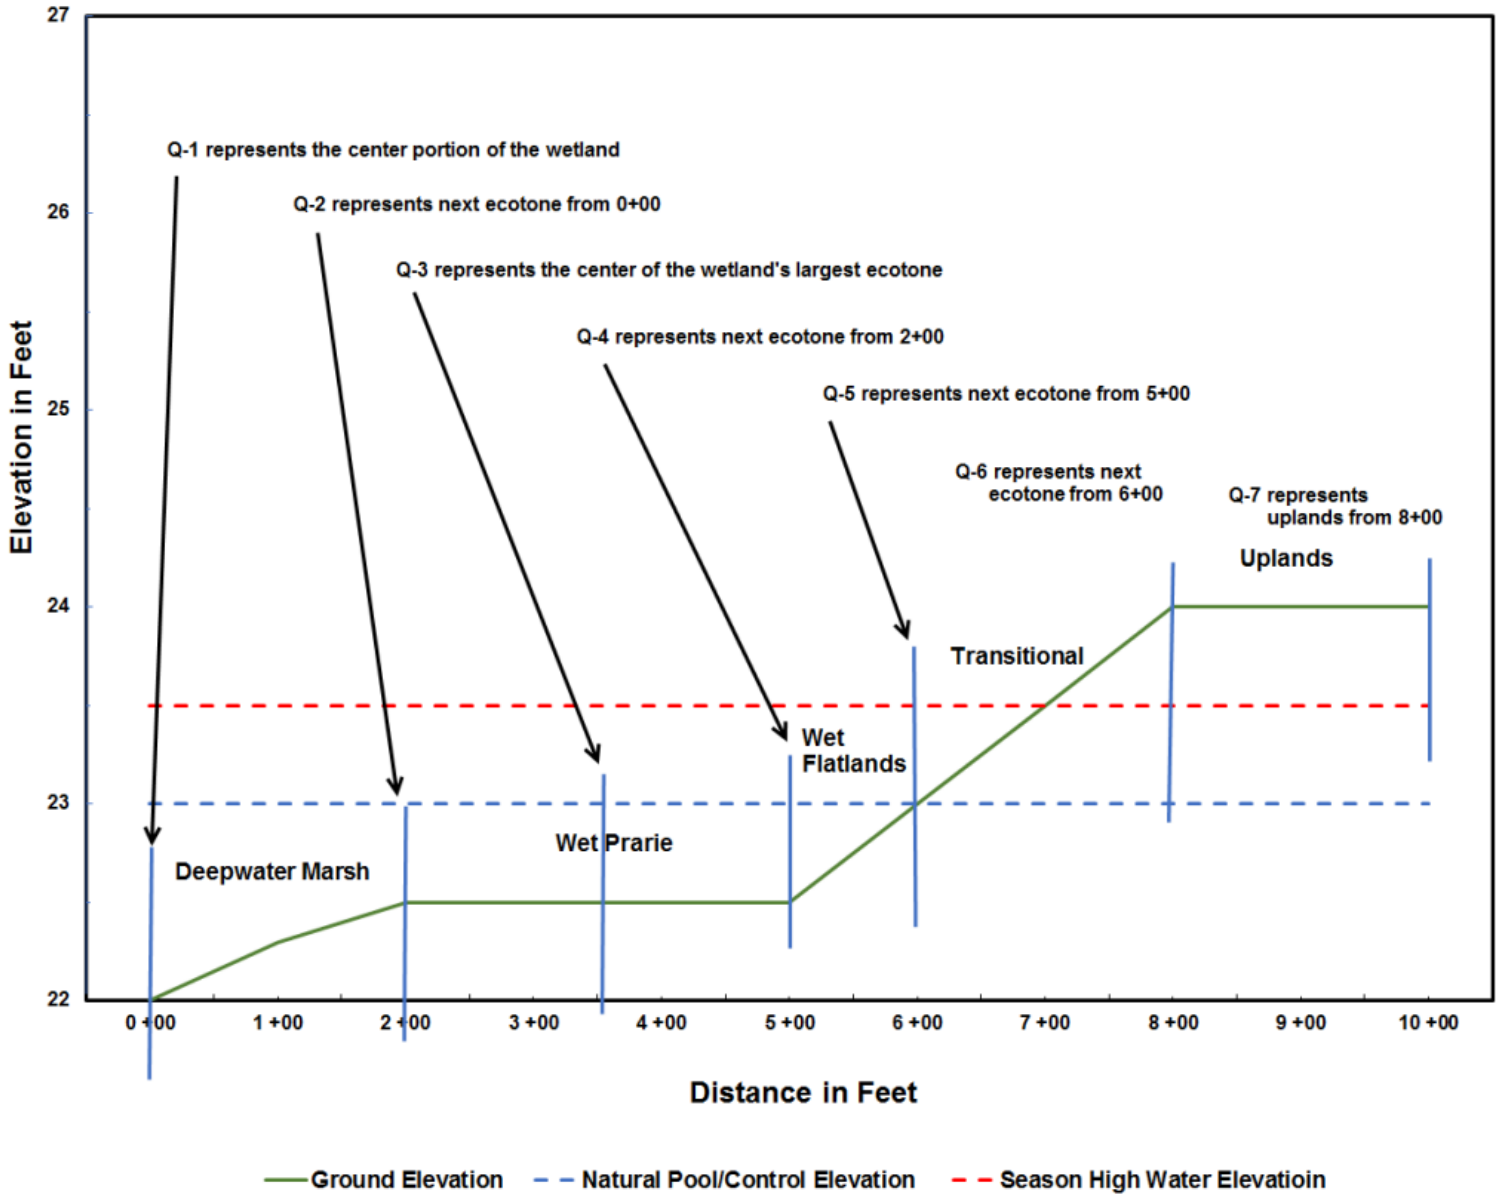 27
Q-1 represents the center portion of the wetland
Q-2 represents next ecotone from 0+00
26
Q-3 represents the center of the wetland's largest ecotone
Q-4 represents next ecotone from 2+00
Q-5 represents next ecotone from 5+00
25
Q-6 represents next
ecotone from 6+00
Q-7 represents
uplands from 8+00
Uplands
24
Transitional
Wet
Flatlands
23
Wet Prarie
Deepwater Marsh
22
Elevation in Feet
0 +00 1 +00 2 +00 3 +00 4 +00 5 +00 6 +00 7 +00 8 +00 9 +00 10 +00
Distance in Feet
Ground Elevation Natural Pool/Control Elevation Season High Water Elevatioin